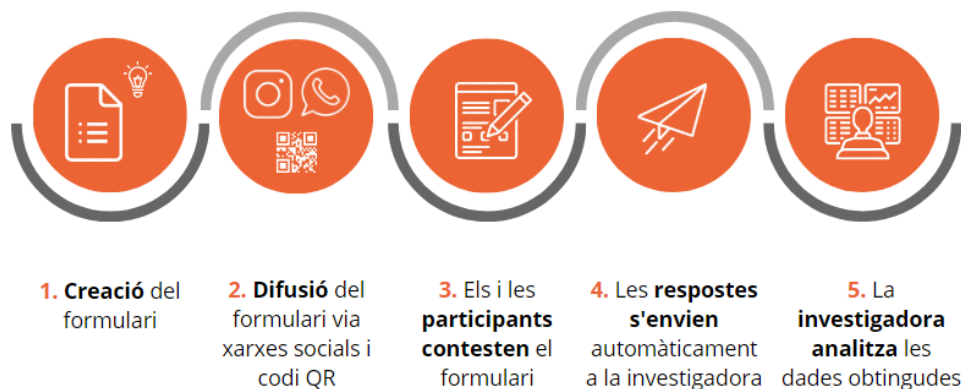 1. Creació del
formulari
2. Difusió del
formulari via
xarxes socials i
codi QR
3. Els i les
participants
contesten el
formulari
4. Les respostes
s'envien
automàticament
a la investigadora
5. La
investigadora
analitza les
dades obtingudes